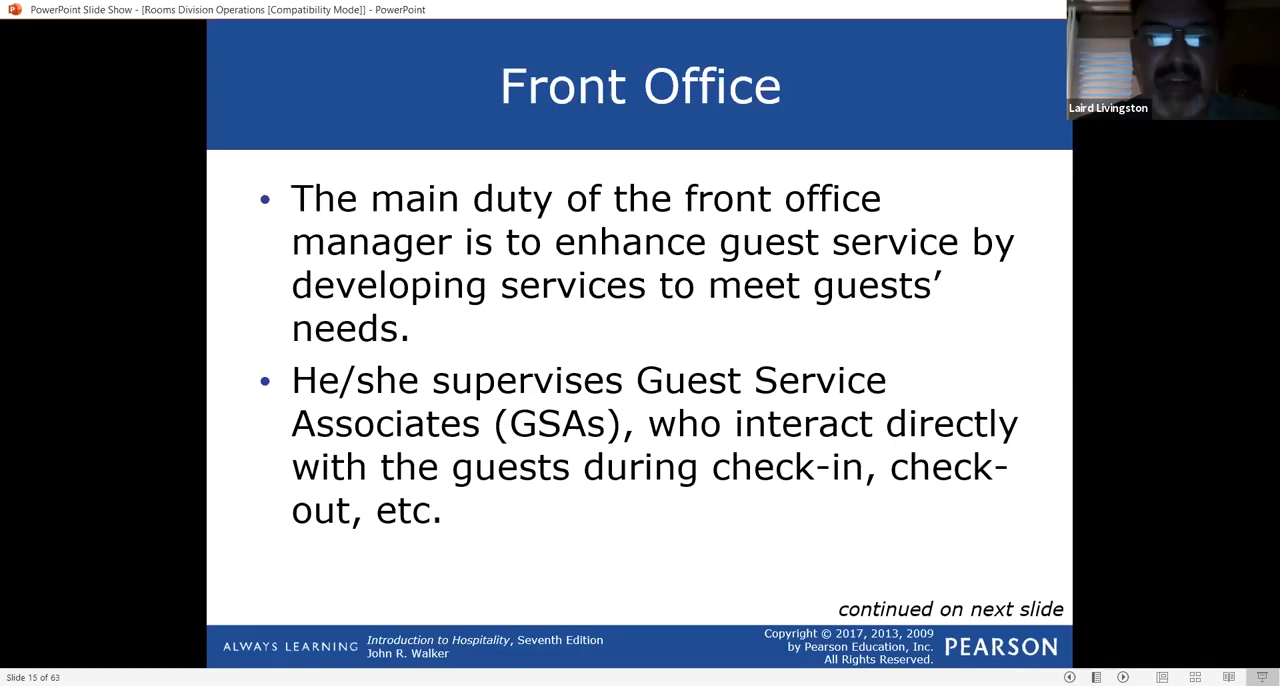 PowerPoint Slide Show - [Rooms Division Operations [Compatibility Mode]] - PowerPoint
Laird Livingston
Front Office
• The main duty of the front office
manager is to enhance guest service by
developing services to meet guests’
needs.
• He/she supervises Guest Service
Associates (GSAs), who interact directly
with the guests during check-in, check-
out, etc.
continued on next slide
ALWAYS LEARNING
Introduction to Hospitality, Seventh Edition
John R. Walker
Copyright © 2017, 2013, 2009
by Pearson Education, Inc.
All Rights Reserved.
PEARSON
Slide 15 of 63